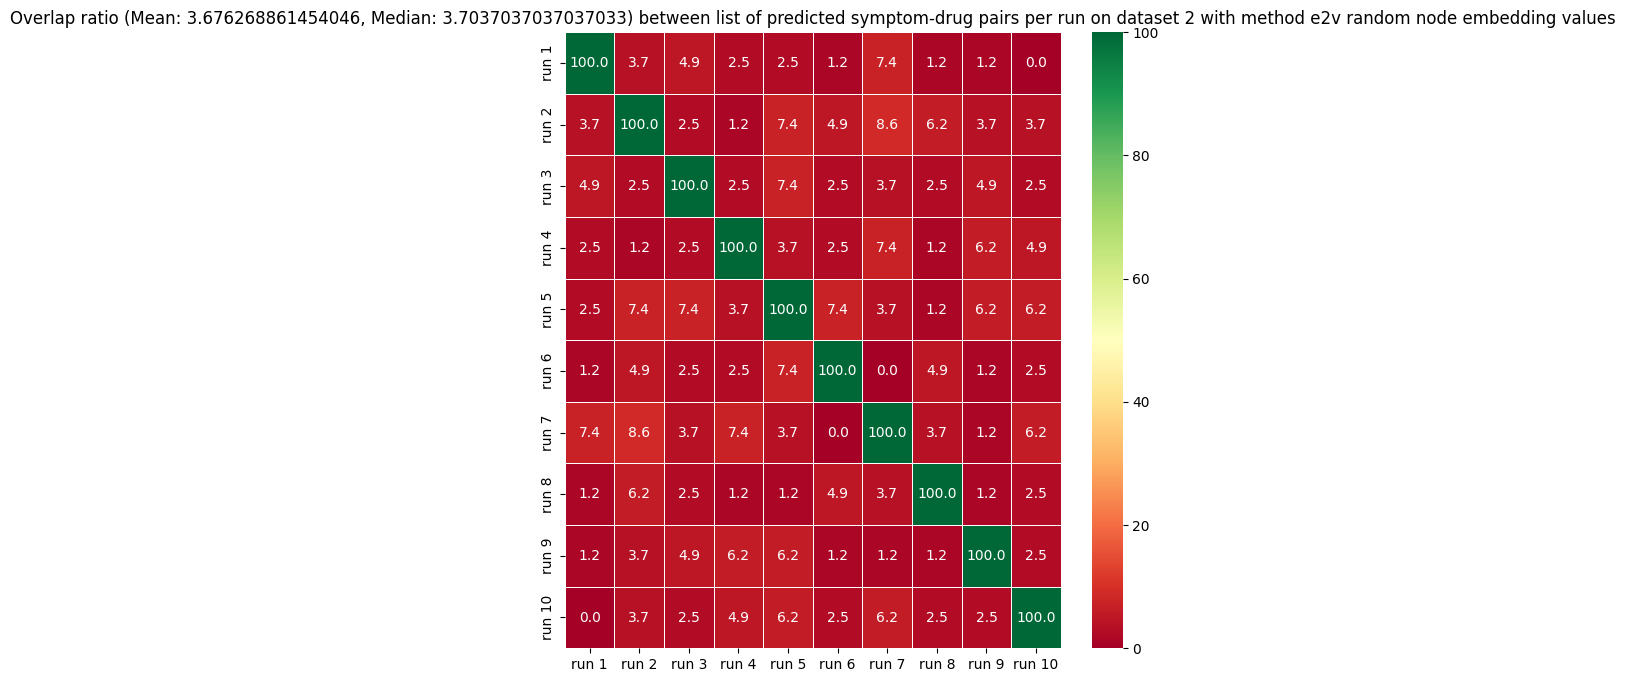 Overlap ratio (Mean: 3.676268861454046, Median: 3.7037037037037033) between list of predicted symptom-drug pairs per run on dataset 2 with method e2v random node embedding values
run 1 100.0 3.7 4.9 2.5 2.5 1.2 7.4 1.2 1.2 0.0
run 2 3.7 100.0 2.5 1.2 7.4 4.9 8.6 6.2 3.7 3.7
run 3 4.9 2.5 100.0 2.5 7.4 2.5 3.7 2.5 4.9 2.5
run 4 2.5 1.2 2.5 100.0 3.7 2.5 7.4 1.2 6.2 4.9
run 5 2.5 7.4 7.4 3.7 100.0 7.4 3.7 1.2 6.2 6.2
run 6 1.2 4.9 2.5 2.5 7.4 100.0 0.0 4.9 1.2 2.5
run 7 7.4 8.6 3.7 7.4 3.7 0.0 100.0 3.7 1.2 6.2
run 8 1.2 6.2 2.5 1.2 1.2 4.9 3.7 100.0 1.2 2.5
run 9 1.2 3.7 4.9 6.2 6.2 1.2 1.2 1.2 100.0 2.5
run 10 0.0 3.7 2.5 4.9 6.2 2.5 6.2 2.5 2.5 100.0
run 1 run 2 run 3 run 4 run 5 run 6 run 7 run 8 run 9 run 10
100
80
60
40
20
0